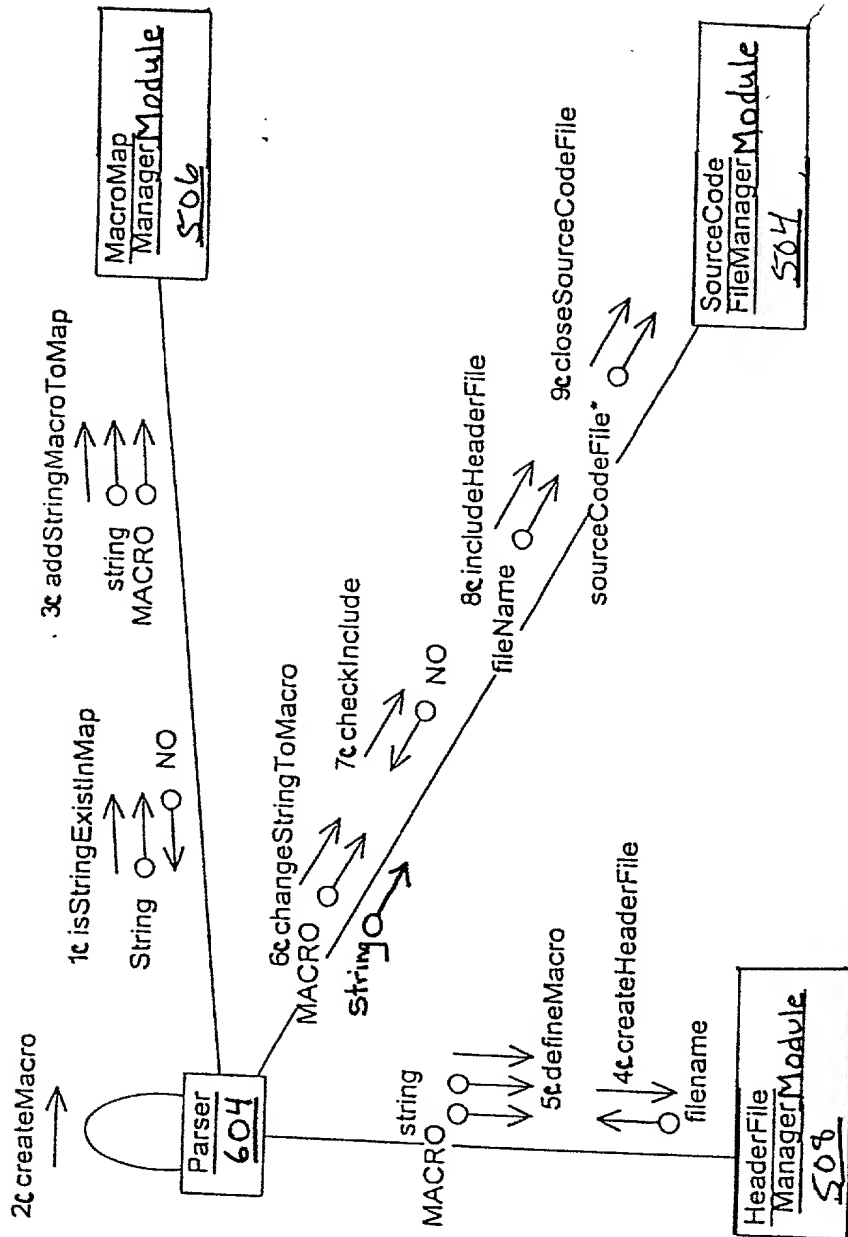 2c createMacro
Parser
604
1c isStringExistInMap
String
NO
3c addStringMacroToMap
string
MACRO
MacroMap
ManagerModule
506
6c changeStringToMacro
MACRO
string
7c checkInclude
NO
8c includeHeaderFile
fileName
9c closeSourceCodeFile
sourceCodeFile*
SourceCode
FileManagerModule
504
string
MACRO
5c defineMacro
4c createHeaderFile
filename
HeaderFile
ManagerModule
508